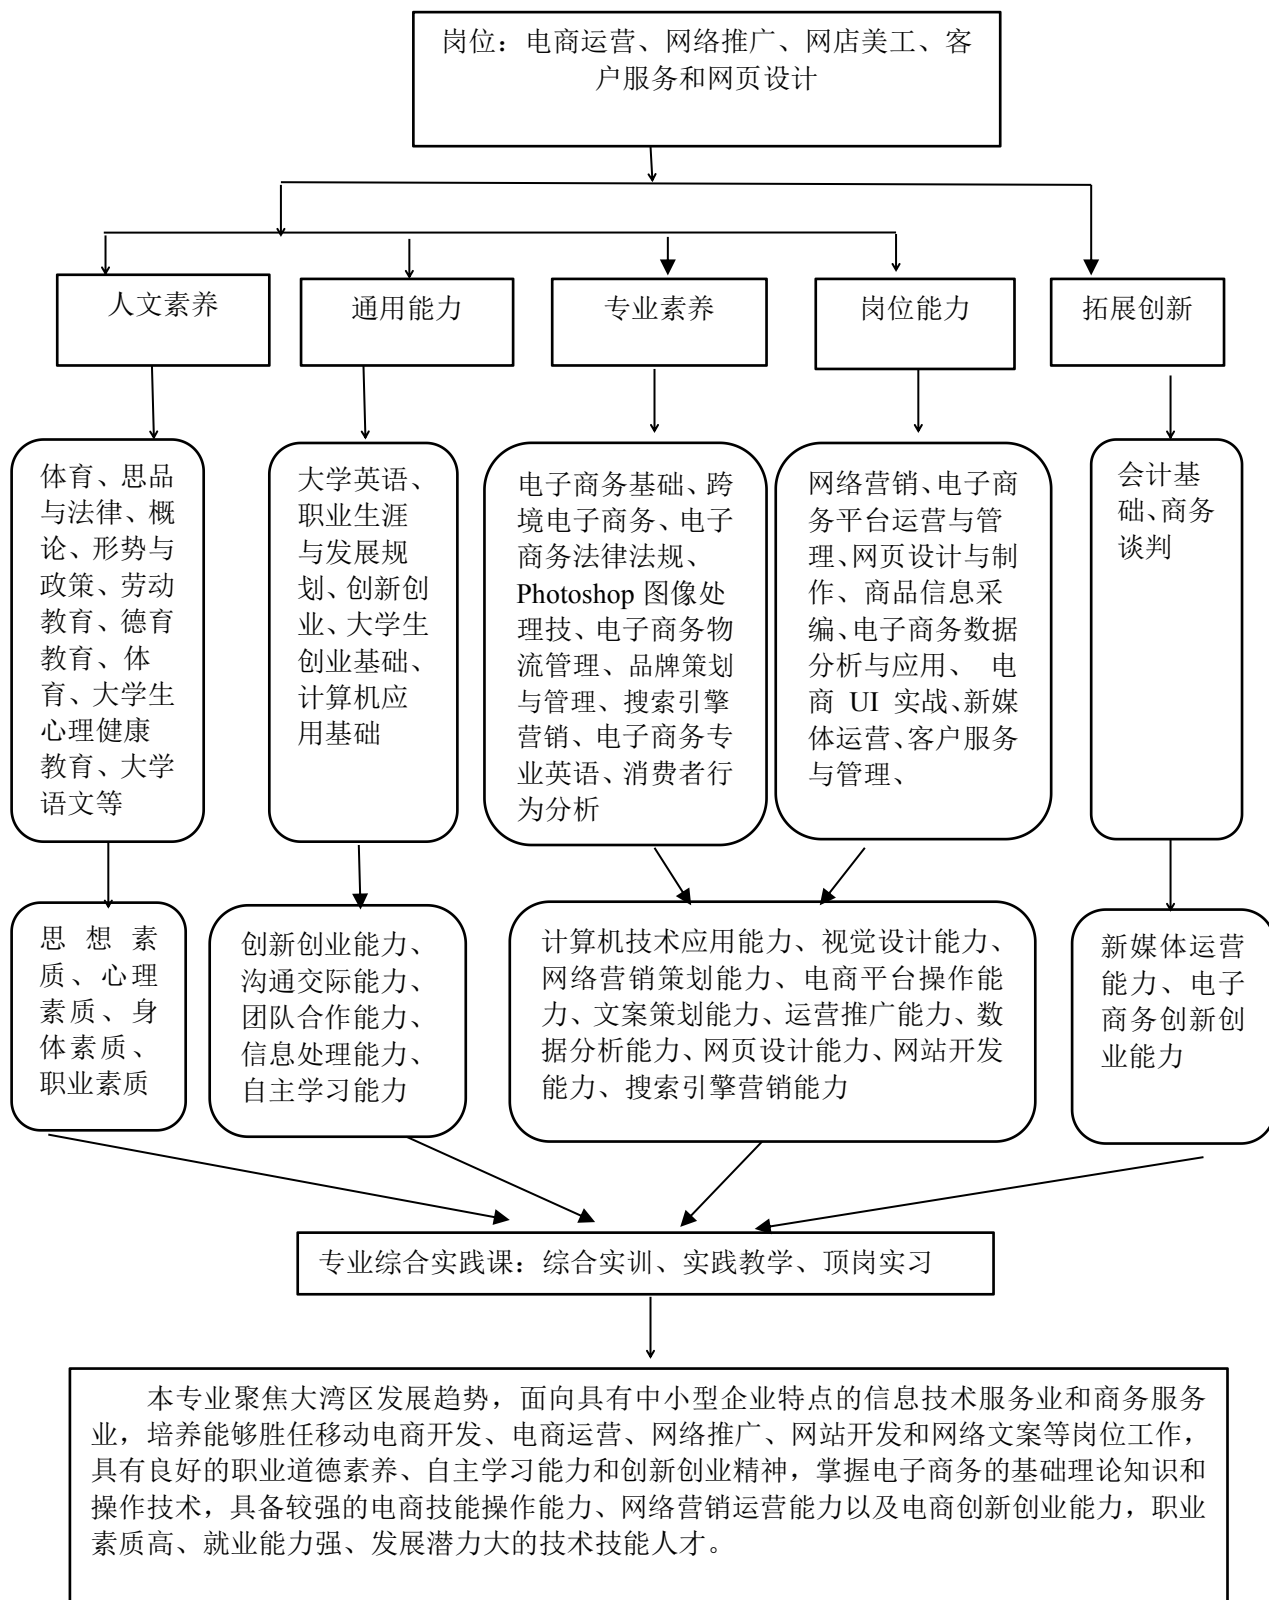 岗位：电商运营、网络推广、网店美工、客
户服务和网页设计
人文素养
通用能力
专业素养
岗位能力
拓展创新
体育、思品
与法律、概
论、形势与
政策、劳动
教育、德育
教育、体
育、大学生
心理健康
教育、大学
语文等
大学英语、
职业生涯
与发展规
划、创新创
业、大学生
创业基础、
计算机应
用基础
电子商务基础、跨
境电子商务、电子
商务法律法规、
Photoshop 图像处
理技、电子商务物
流管理、品牌策划
与管理、搜索引擎
营销、电子商务专
业英语、消费者行
为分析
网络营销、电子商
务平台运营与管
理、网页设计与制
作、商品信息采
编、电子商务数据
分析与应用、 电
商 UI 实战、新媒
体运营、客户服务
与管理、
会计基
础、商务
谈判
思想素
质、心理
素质、身
体素质、
职业素质
创新创业能力、
沟通交际能力、
团队合作能力、
信息处理能力、
自主学习能力
计算机技术应用能力、视觉设计能力、
网络营销策划能力、电商平台操作能
力、文案策划能力、运营推广能力、数
据分析能力、网页设计能力、网站开发
能力、搜索引擎营销能力
新媒体运营
能力、电子
商务创新创
业能力
专业综合实践课：综合实训、实践教学、顶岗实习
本专业聚焦大湾区发展趋势，面向具有中小型企业特点的信息技术服务业和商务服务
业，培养能够胜任移动电商开发、电商运营、网络推广、网站开发和网络文案等岗位工作，
具有良好的职业道德素养、自主学习能力和创新创业精神，掌握电子商务的基础理论知识和
操作技术，具备较强的电商技能操作能力、网络营销运营能力以及电商创新创业能力，职业
素质高、就业能力强、发展潜力大的技术技能人才。